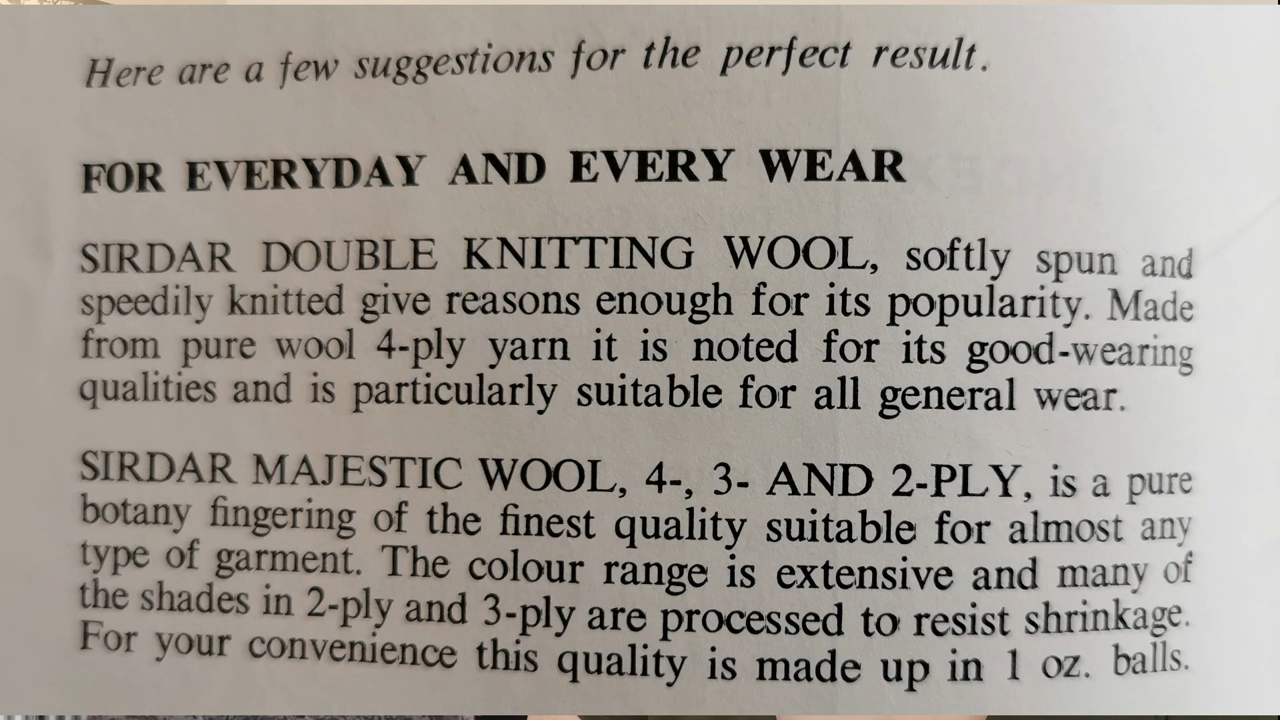 Here are a few suggestions for the perfect result.
FOR EVERYDAY AND EVERY WEAR
SIRDAR DOUBLE KNITTING WOOL, softly spun and
speedily knitted give reasons enough for its popularity. Made
from pure wool 4-ply yarn it is noted for its good-wearing
qualities and is particularly suitable for all general wear.
SIRDAR MAJESTIC WOOL, 4-, 3- AND 2-PLY, is a pure
botany fingering of the finest quality suitable for almost any
type of garment. The colour range is extensive and many of
the shades in 2-ply and 3-ply are processed to resist shrinkage.
For your convenience this quality is made up in 1 oz. balls.